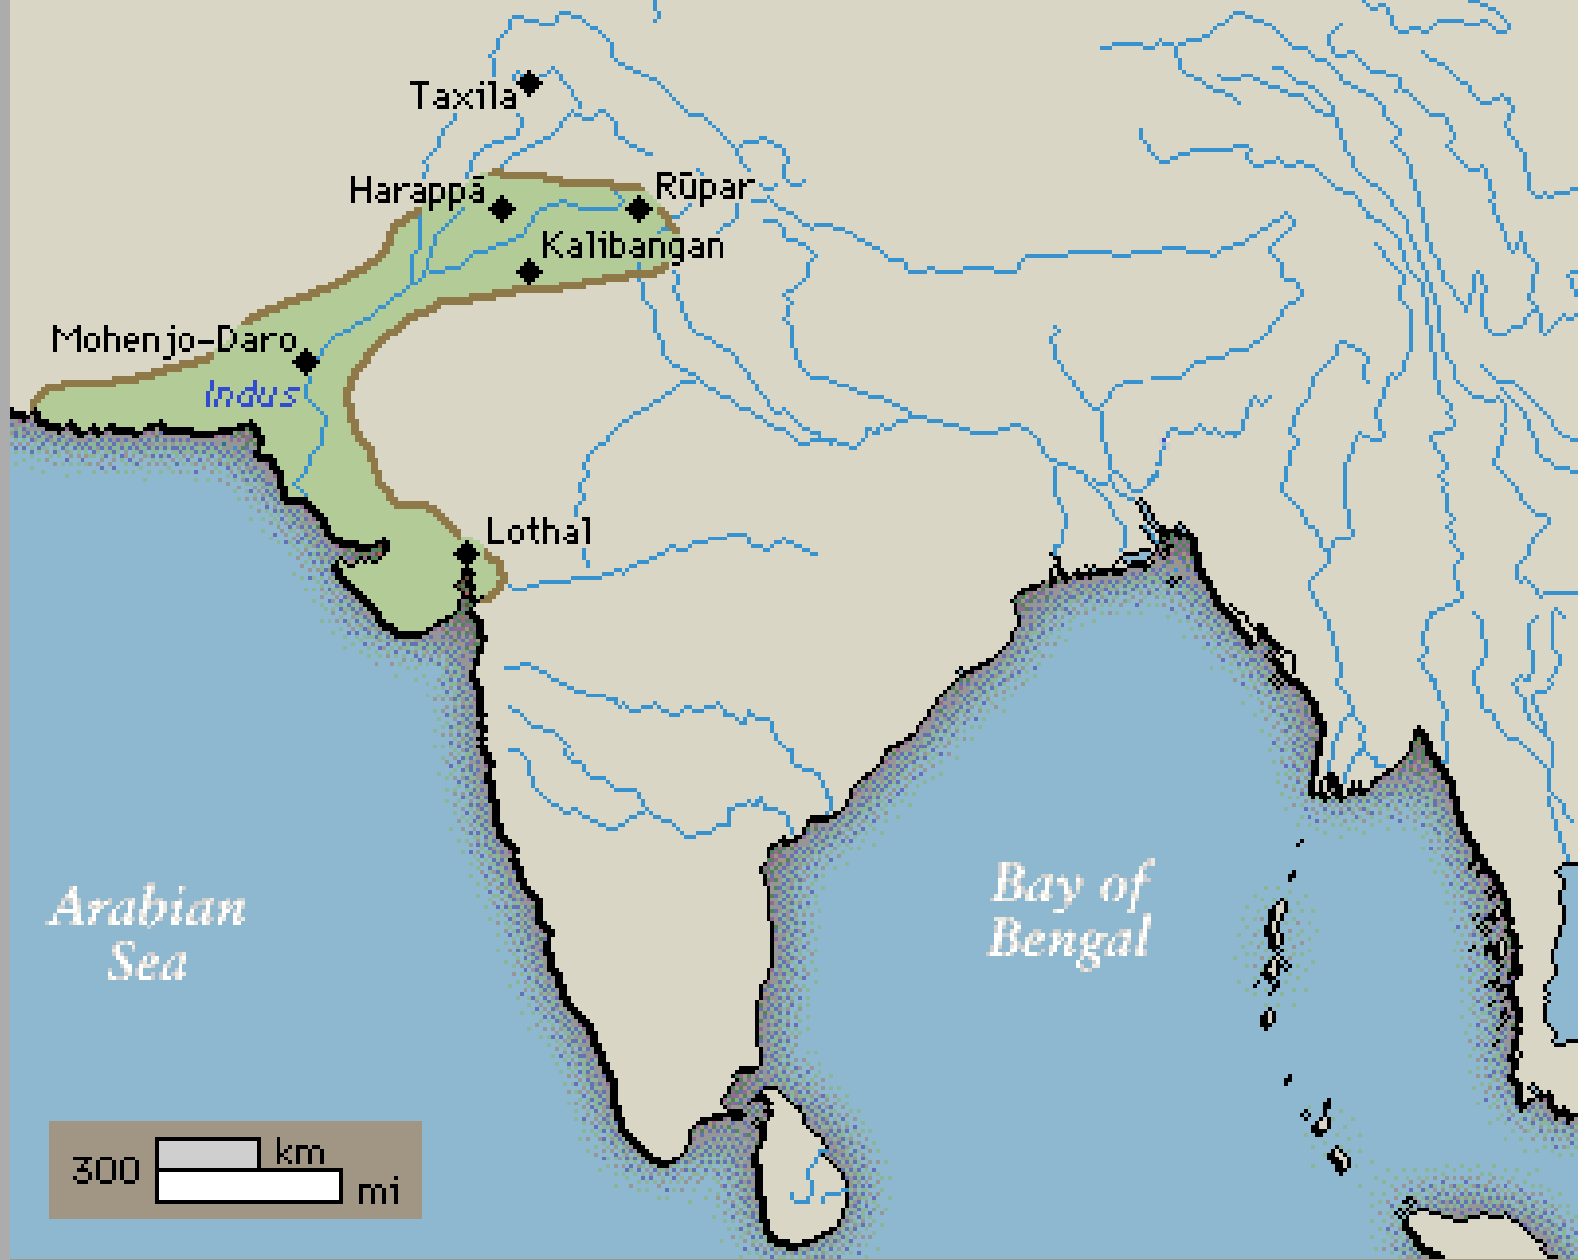 Taxila
Harappā
Rūpar
Kalibangan
Mohenjo-Daro
Indus
Lothal
Arabian
Sea
Bay of
Bengal
300
km
mi